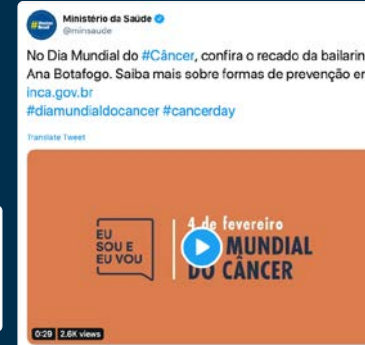 Ministério da Saúde
@minsaude
No Dia Mundial do #Câncer, confira o recado da
Ana Botafogo. Saiba mais sobre formas de prevenção
inca.gov.br
#diamundialdocancer #cancerday
Translate Tweet
EU
SOU E
EU VOU
4 de fevereiro
MUNDIAL
DO CÂNCER
0:29 2.6K views